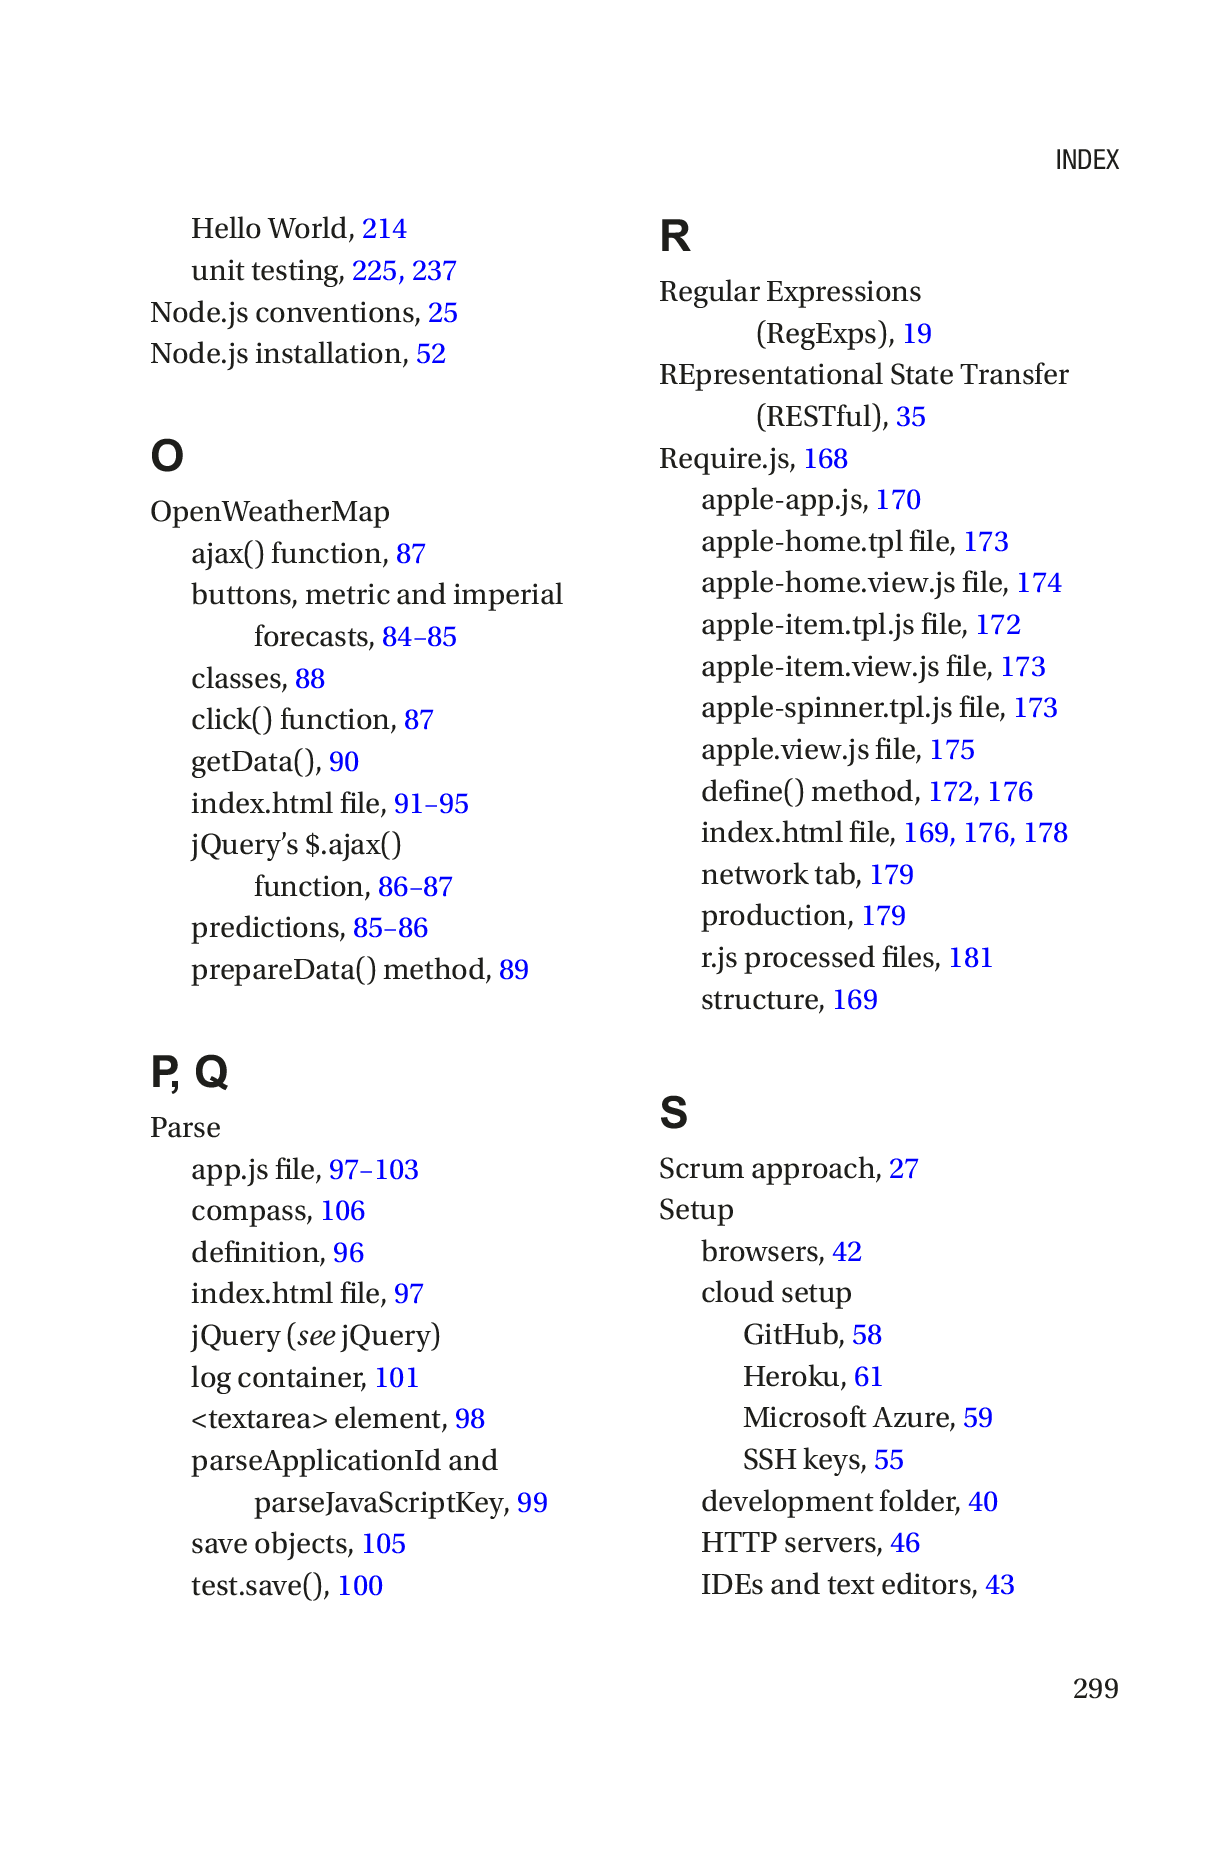 INDEX
Hello World, 214
unit testing, 225, 237
Node.js conventions, 25
Node.js installation, 52
O
OpenWeatherMap
ajax() function, 87
buttons, metric and imperial
forecasts, 84–85
classes, 88
click() function, 87
getData(), 90
index.html file, 91–95
jQuery’s $.ajax()
function, 86–87
predictions, 85–86
prepareData() method, 89
P, Q
Parse
app.js file, 97–103
compass, 106
definition, 96
index.html file, 97
jQuery (see jQuery)
log container, 101
<textarea> element, 98
parseApplicationId and
parseJavaScriptKey, 99
save objects, 105
test.save(), 100
R
Regular Expressions
(RegExps), 19
REpresentational State Transfer
(RESTful), 35
Require.js, 168
apple-app.js, 170
apple-home.tpl file, 173
apple-home.view.js file, 174
apple-item.tpl.js file, 172
apple-item.view.js file, 173
apple-spinner.tpl.js file, 173
apple.view.js file, 175
define() method, 172, 176
index.html file, 169, 176, 178
network tab, 179
production, 179
r.js processed files, 181
structure, 169
S
Scrum approach, 27
Setup
browsers, 42
cloud setup
GitHub, 58
Heroku, 61
Microsoft Azure, 59
SSH keys, 55
development folder, 40
HTTP servers, 46
IDEs and text editors, 43
299